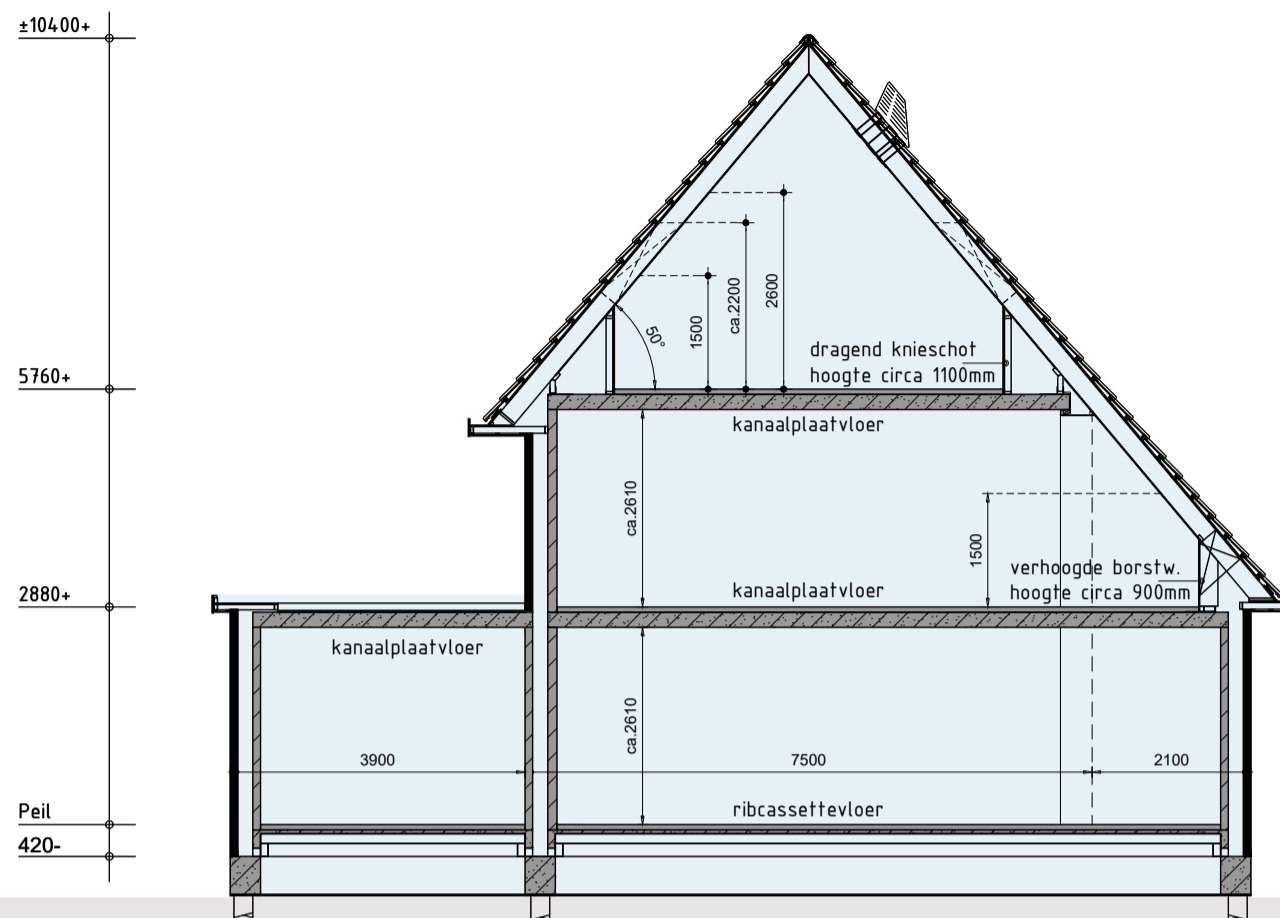 ±10400+
5760+
2880+
Peil
420-
50°
1500
ca.2200
2600
dragend knieschot
hoogte circa 1100mm
kanaalplaatvloer
ca.2610
1500
verhoogde borstw.
hoogte circa 900mm
kanaalplaatvloer
kanaalplaatvloer
ca.2610
3900
7500
2100
ribcassettevloer